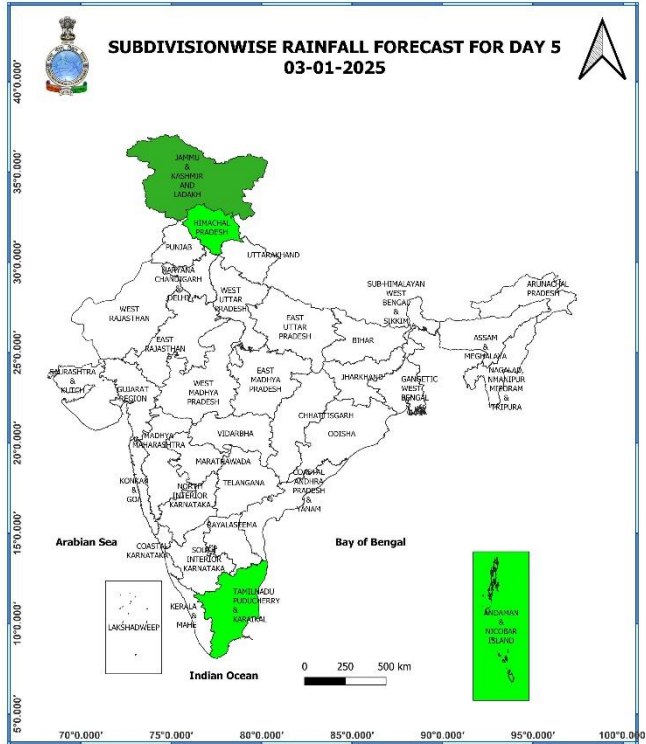 SUBDIVISIONWISE RAINFALL FORECAST FOR DAY 5
03-01-2025
40°0.000'
35°0.000'
30°0.000'
25°0.000'
20°0.000'
15°0.000'
10°0.000'
5°0.000'
JAMMU
&
KASHMIR
AND
LADAKH
HIMACHAL
PRADESH
PUNJAB
UTTARAKHAND
HARYANA
CHANDIGARH
&
DELHI
WEST
UTTAR
PRADESH
SUB-HIMALAYAN
WEST
BENGAL
&
SIKKIM
ARUNACHAL
PRADESH
WEST
RAJASTHAN
EAST
UTTAR
PRADESH
EAST
RAJASTHAN
BIHAR
ASSAM
&
MEGHALAYA
SAURASHTRA
&
KUTCH
GUJARAT
REGION
WEST
MADHYA
PRADESH
EAST
MADHYA
PRADESH
JHARKHAND
GANGETIC
WEST
BENGAL
NAGALAD,
NMANIPUR
MIZORAM
&
TRIPURA
CHHATTISGARH
MADHYA
MAHARASHTRA
VIDARBHA
ODISHA
MARATHAWADA
KONKAN
&
GOA
NORTH
INTERIOR
KARNATAKA
TELANGANA
COASTAL
ANDHRA
PRADESH
&
YANAM
RAYALASEEMA
Arabian Sea
COASTAL
KARNATAKA
SOUTH
INTERIOR
KARNATAKA
Bay of Bengal
LAKSHADWEEP
KERALA
&
MAHE
TAMILNADU
PUDUCHERRY
&
KARAIKAL
ANDAMAN
&
NICOBAR
ISLAND
Indian Ocean
0 250 500 km
70°0.000' 75°0.000' 80°0.000' 85°0.000' 90°0.000' 95°0.000' 100°0.000'